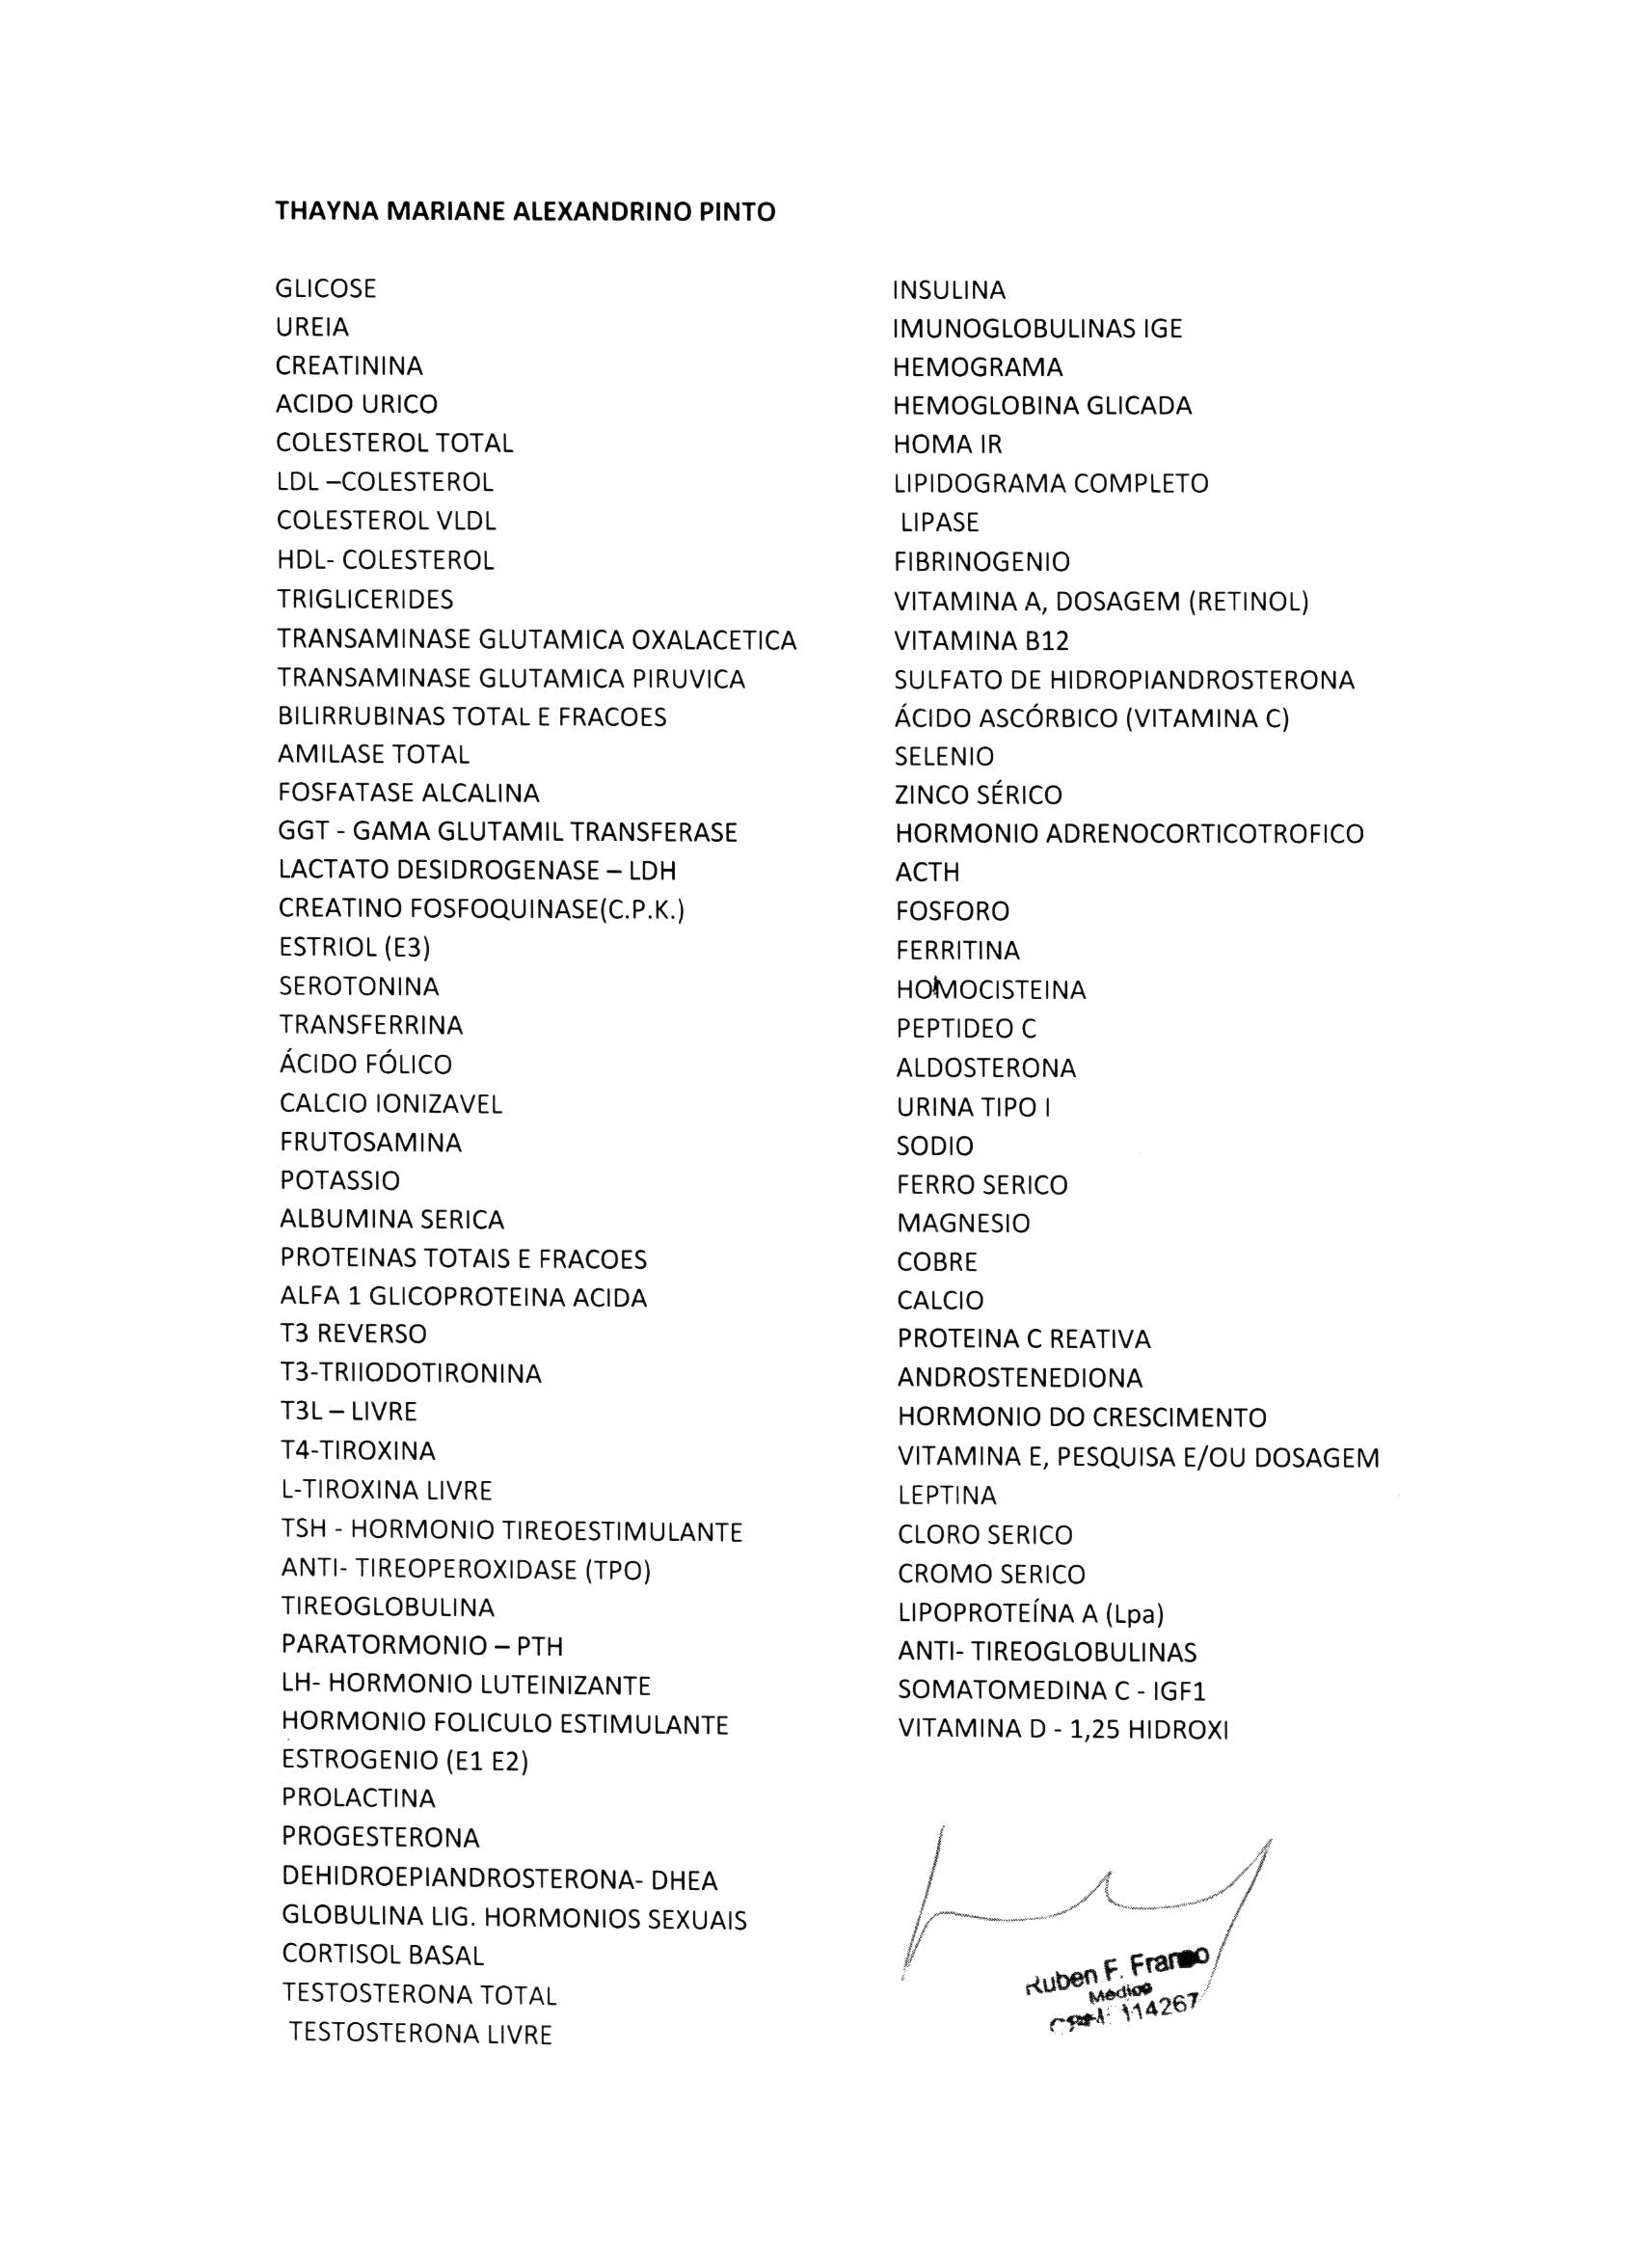 THAYNA MARIANE ALEXANDRINO PINTO
GLICOSE
UREIA
CREATININA
ACIDO URICO
COLESTEROL TOTAL
LDL –COLESTEROL
COLESTEROL VLDL
HDL- COLESTEROL
TRIGLICERIDES
TRANSAMINASE GLUTAMICA OXALACETICA
TRANSAMINASE GLUTAMICA PIRUVICA
BILIRRUBINAS TOTAL E FRACOES
AMILASE TOTAL
FOSFATASE ALCALINA
GGT - GAMA GLUTAMIL TRANSFERASE
LACTATO DESIDROGENASE – LDH
CREATINO FOSFOQUINASE(C.P.K.)
ESTRIOL (E3)
SEROTONINA
TRANSFERRINA
ÁCIDO FÓLICO
CALCIO IONIZAVEL
FRUTOSAMINA
POTASSIO
ALBUMINA SERICA
PROTEINAS TOTAIS E FRACOES
ALFA 1 GLICOPROTEINA ACIDA
T3 REVERSO
T3-TRIIODOTIRONINA
T3L – LIVRE
T4-TIROXINA
L-TIROXINA LIVRE
TSH - HORMONIO TIREOESTIMULANTE
ANTI- TIREOPEROXIDASE (TPO)
TIREOGLOBULINA
PARATORMONIO – PTH
LH- HORMONIO LUTEINIZANTE
HORMONIO FOLICULO ESTIMULANTE
ESTROGENIO (E1 E2)
PROLACTINA
PROGESTERONA
DEHIDROEPIANDROSTERONA- DHEA
GLOBULINA LIG. HORMONIOS SEXUAIS
CORTISOL BASAL
TESTOSTERONA TOTAL
TESTOSTERONA LIVRE
INSULINA
IMUNOGLOBULINAS IGE
HEMOGRAMA
HEMOGLOBINA GLICADA
HOMA IR
LIPIDOGRAMA COMPLETO
LIPASE
FIBRINOGENIO
VITAMINA A, DOSAGEM (RETINOL)
VITAMINA B12
SULFATO DE HIDROPIANDROSTERONA
ÁCIDO ASCÓRBICO (VITAMINA C)
SELENIO
ZINCO SÉRICO
HORMONIO ADRENOCORTICOTROFICO
ACTH
FOSFORO
FERRITINA
HOMOCISTEINA
PEPTIDEO C
ALDOSTERONA
URINA TIPO I
SODIO
FERRO SERICO
MAGNESIO
COBRE
CALCIO
PROTEINA C REATIVA
ANDROSTENEDIONA
HORMONIO DO CRESCIMENTO
VITAMINA E, PESQUISA E/OU DOSAGEM
LEPTINA
CLORO SERICO
CROMO SERICO
LIPOPROTEÍNA A (Lpa)
ANTI- TIREOGLOBULINAS
SOMATOMEDINA C - IGF1
VITAMINA D - 1,25 HIDROXI
Ruben F. Franco
Médico
114267